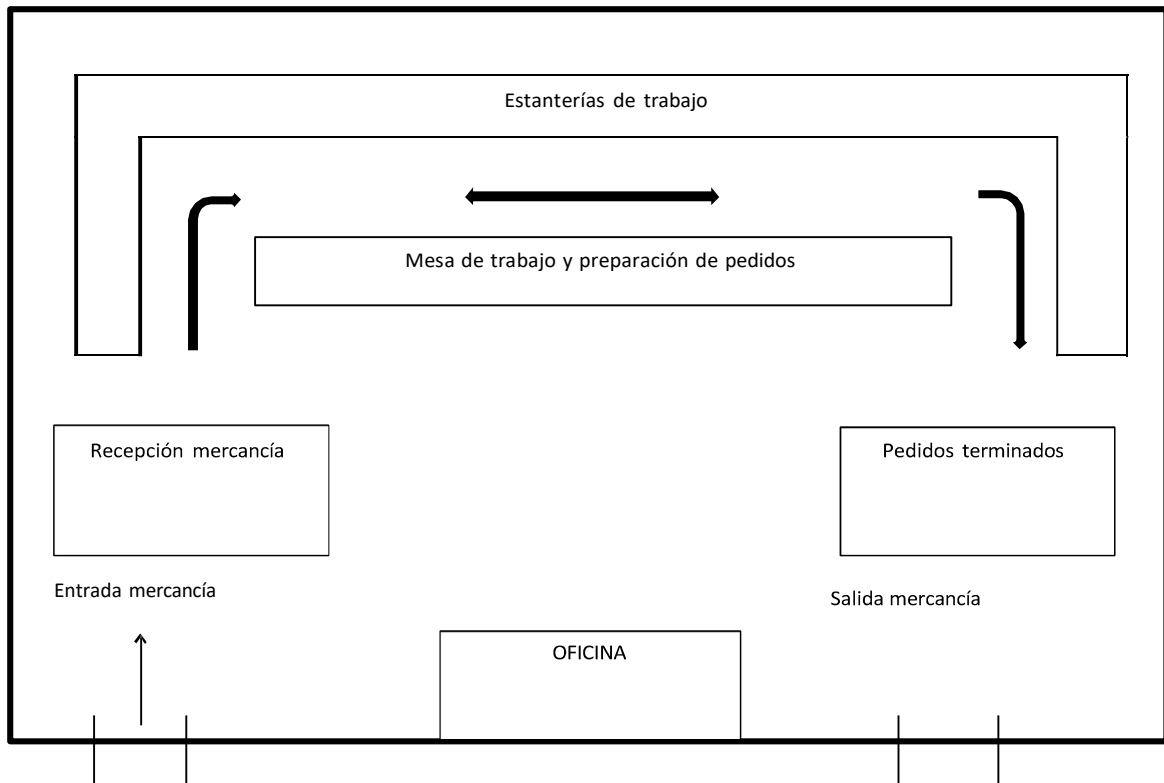 Estanterías de trabajo
Mesa de trabajo y preparación de pedidos
Recepción mercancía
Pedidos terminados
Entrada mercancía
Salida mercancía
OFICINA